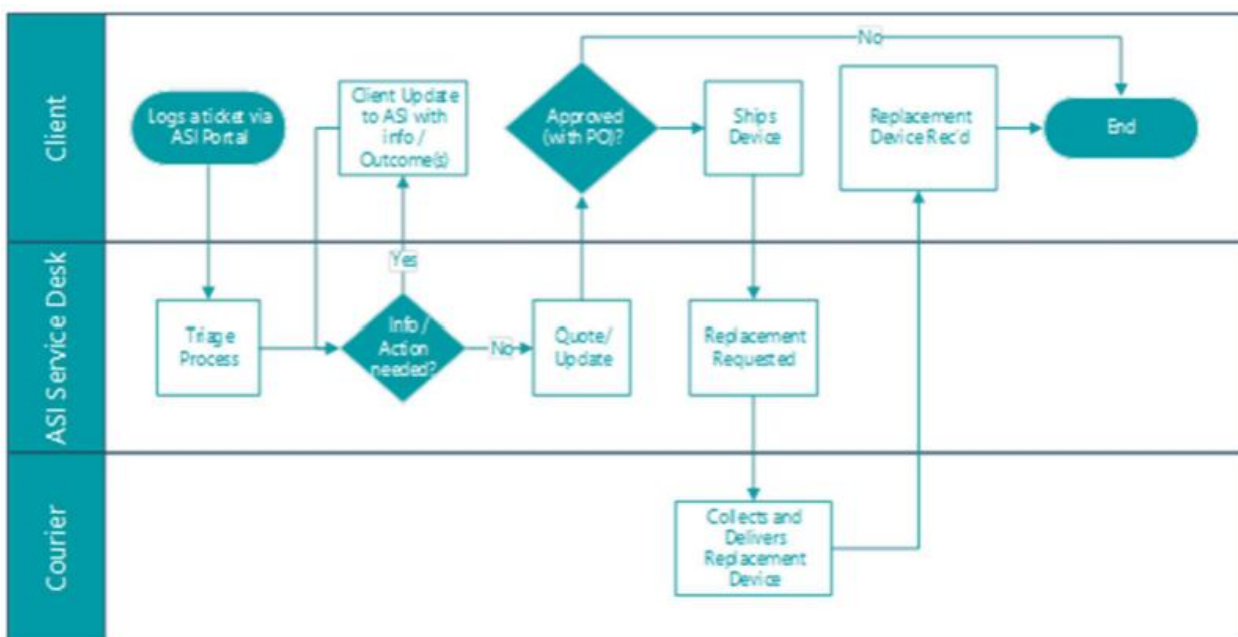 Client
Logs a ticket via
ASI Portal
Client Update
to ASI with
info /
Outcome(s)
Approved
(with PO)?
No
Ships
Device
Replacement
Device Rec'd
End
ASI Service Desk
Triage
Process
Yes
Info /
Action
needed?
No
Quote/
Update
Replacement
Requested
Courier
Collects and
Delivers
Replacement
Device